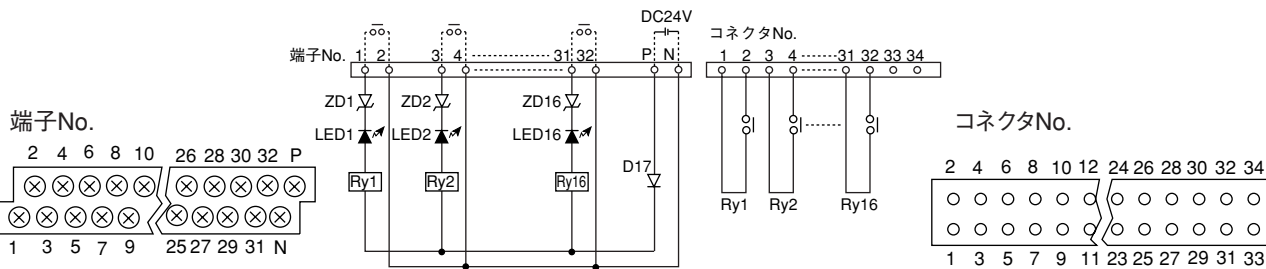 端子No.
2 4 6 8 10 26 28 30 32 P
1 3 5 7 9 25 27 29 31 N
DC24V
端子No. 1 2 3 4 31 32 P N
ZD1 ZD2 ZD16
LED1 LED2 LED16
Ry1 Ry2 Ry16 D17
コネクタNo.
1 2 3 4 31 32 33 34
Ry1 Ry2 Ry16
コネクタNo.
2 4 6 8 10 12 24 26 28 30 32 34
1 3 5 7 9 11 23 25 27 29 31 33